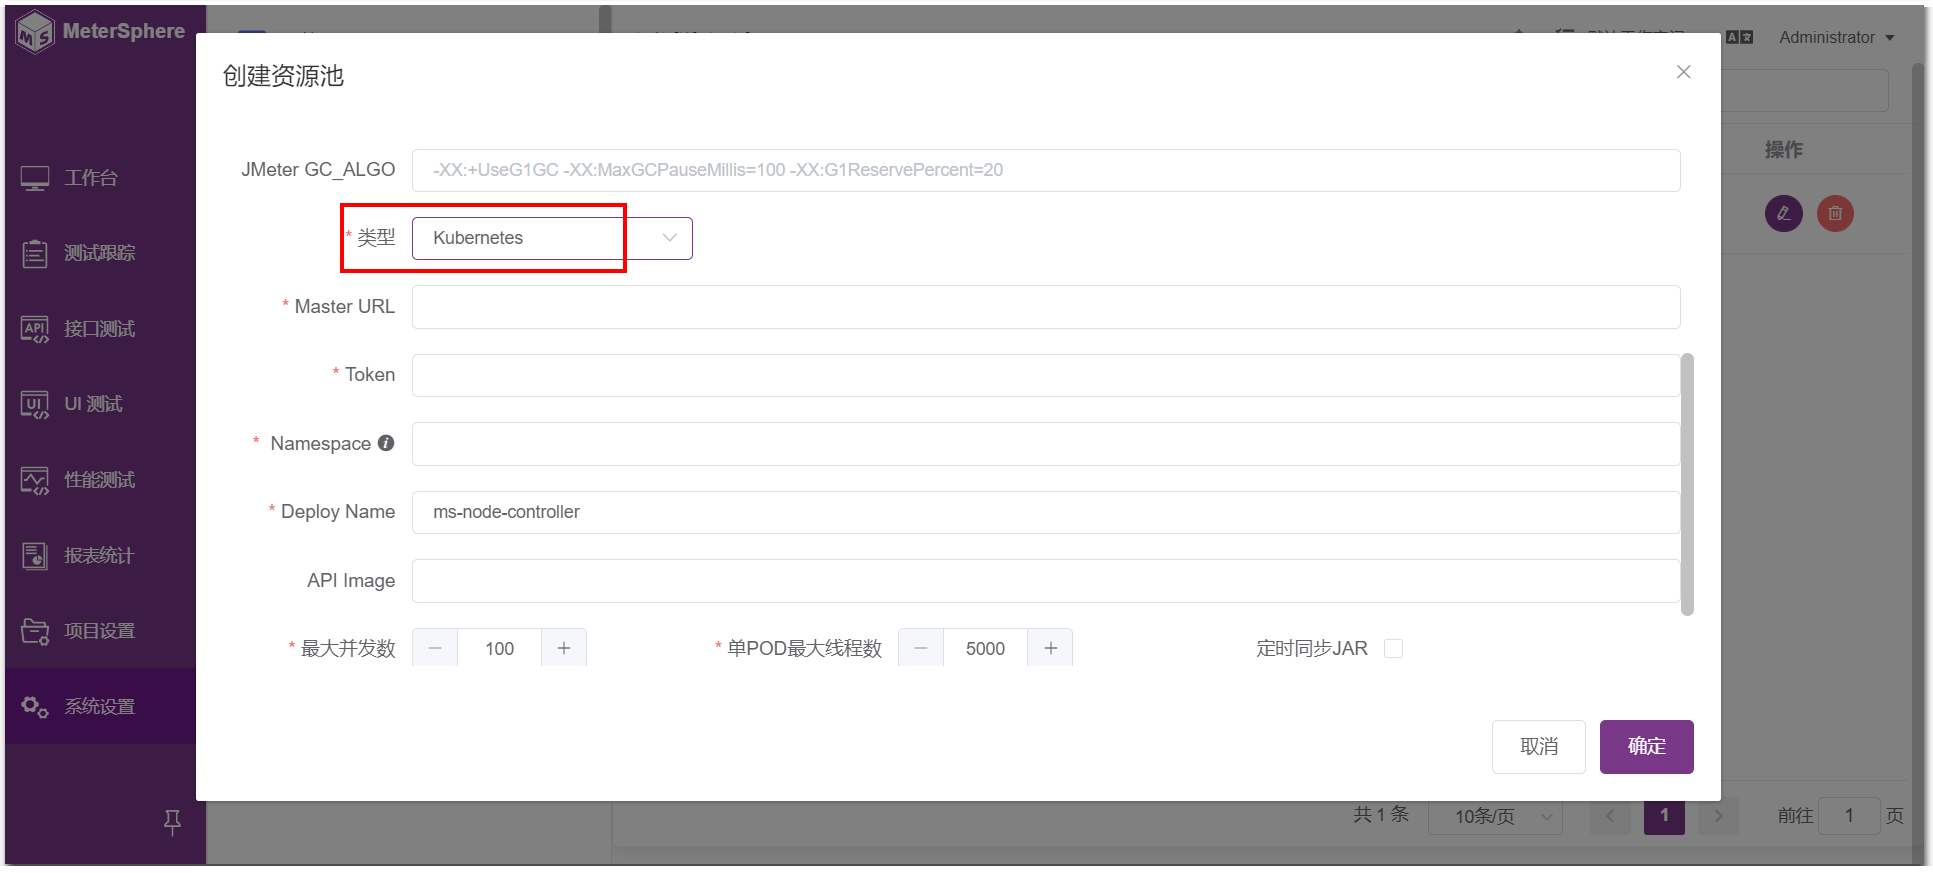 MeterSphere
Administrator
创建资源池
操作
JMeter GC_ALGO
-XX:+UseG1GC -XX:MaxGCPauseMillis=100 -XX:G1ReservePercent=20
工作台
* 类型
Kubernetes
测试跟踪
* Master URL
API 接口测试
* Token
UI UI 测试
* Namespace
性能测试
* Deploy Name
ms-node-controller
报表统计
API Image
项目设置
* 最大并发数
100
* 单POD最大线程数
5000
定时同步JAR
系统设置
取消
确定
共 1 条
10条/页
1
前往
1
页